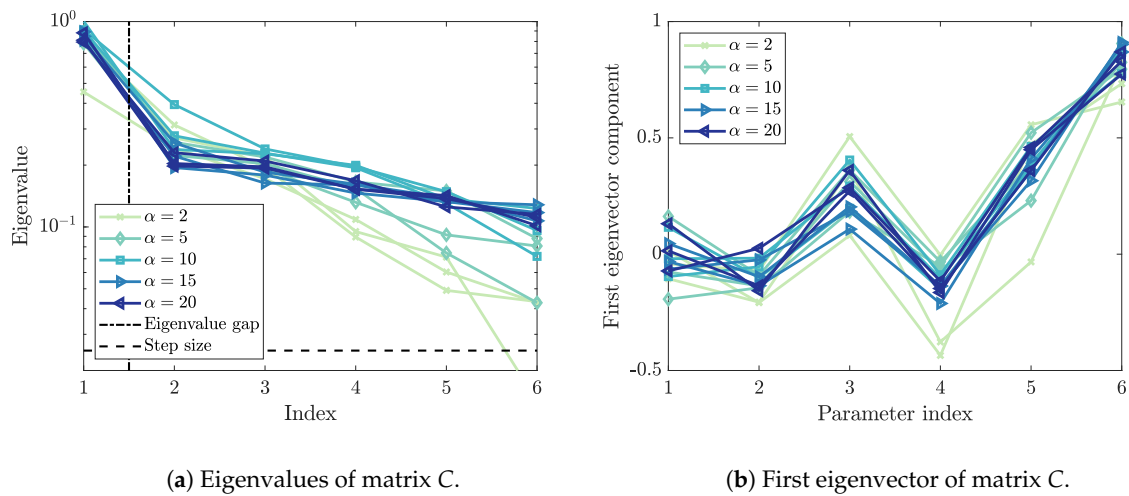 10⁰
10⁻¹
Eigenvalue
α = 2
α = 5
α = 10
α = 15
α = 20
Eigenvalue gap
Step size
1 2 3 4 5 6
Index
(a) Eigenvalues of matrix C.
1
0.5
0
-0.5
First eigenvector component
α = 2
α = 5
α = 10
α = 15
α = 20
1 2 3 4 5 6
Parameter index
(b) First eigenvector of matrix C.